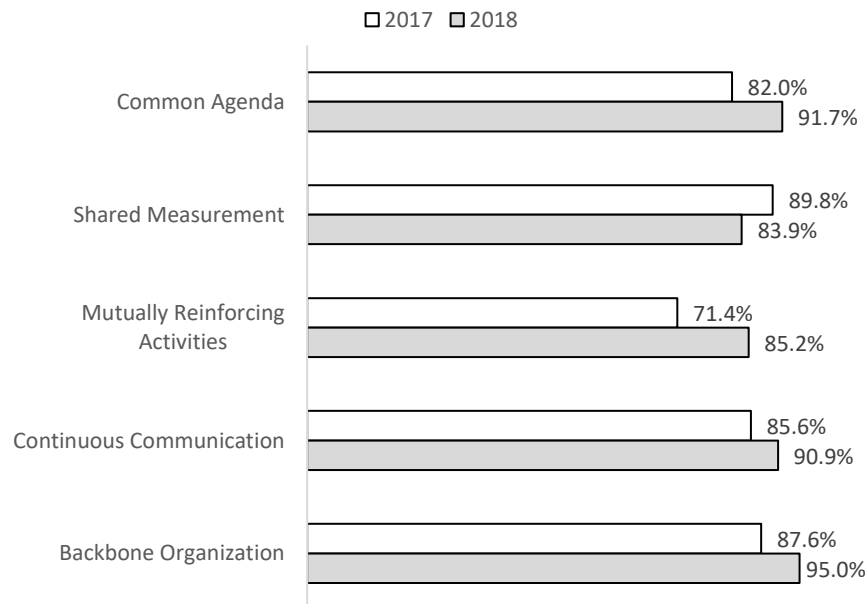 2017 2018
Common Agenda
82.0%
91.7%
Shared Measurement
89.8%
83.9%
Mutually Reinforcing
Activities
71.4%
85.2%
Continuous Communication
85.6%
90.9%
Backbone Organization
87.6%
95.0%